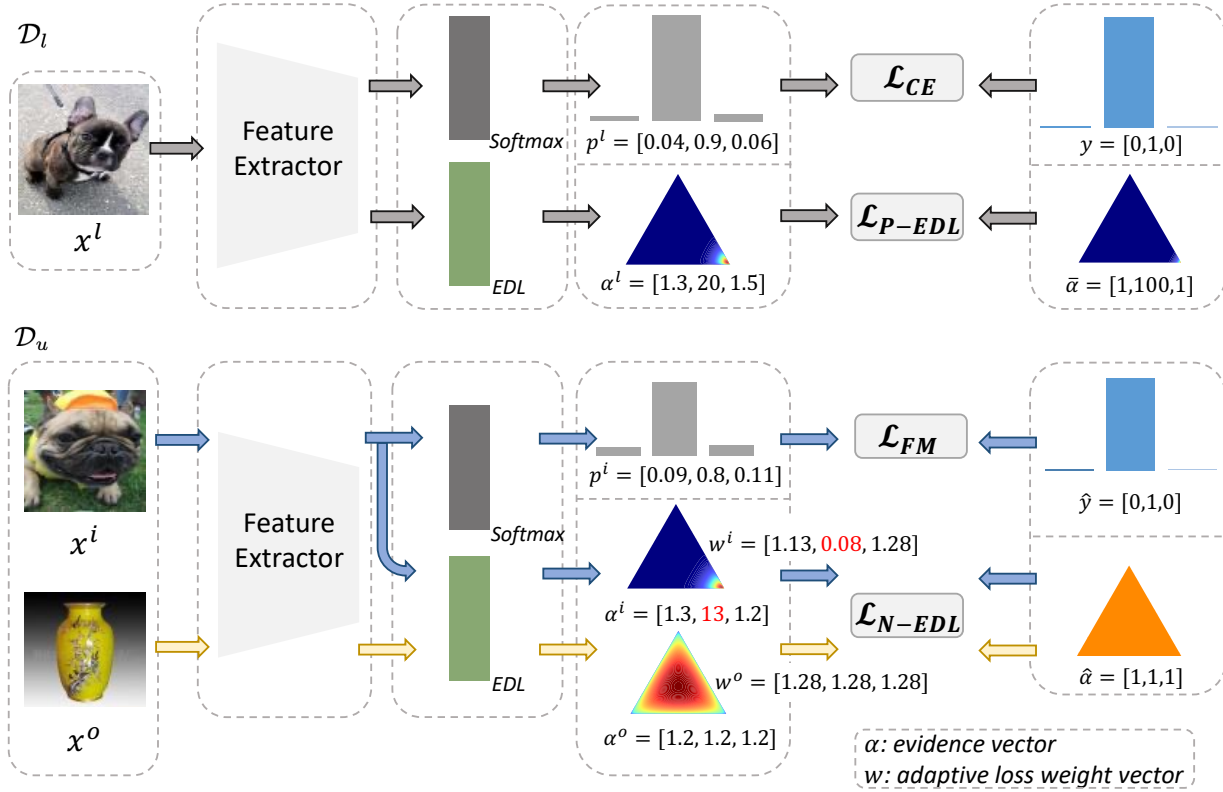 𝒟_l
x^l
Feature
Extractor
Softmax
EDL
p^l = [0.04, 0.9, 0.06]
α^l = [1.3, 20, 1.5]
ℒ_CE
ℒ_P−EDL
y = [0,1,0]
ᾱ = [1,100,1]
𝒟_u
x^i
x^o
Feature
Extractor
Softmax
EDL
p^i = [0.09, 0.8, 0.11]
w^i = [1.13, 0.08, 1.28]
α^i = [1.3, 13, 1.2]
w^o = [1.28, 1.28, 1.28]
α^o = [1.2, 1.2, 1.2]
ℒ_FM
ℒ_N−EDL
ŷ = [0,1,0]
α̂ = [1,1,1]
α: evidence vector
w: adaptive loss weight vector